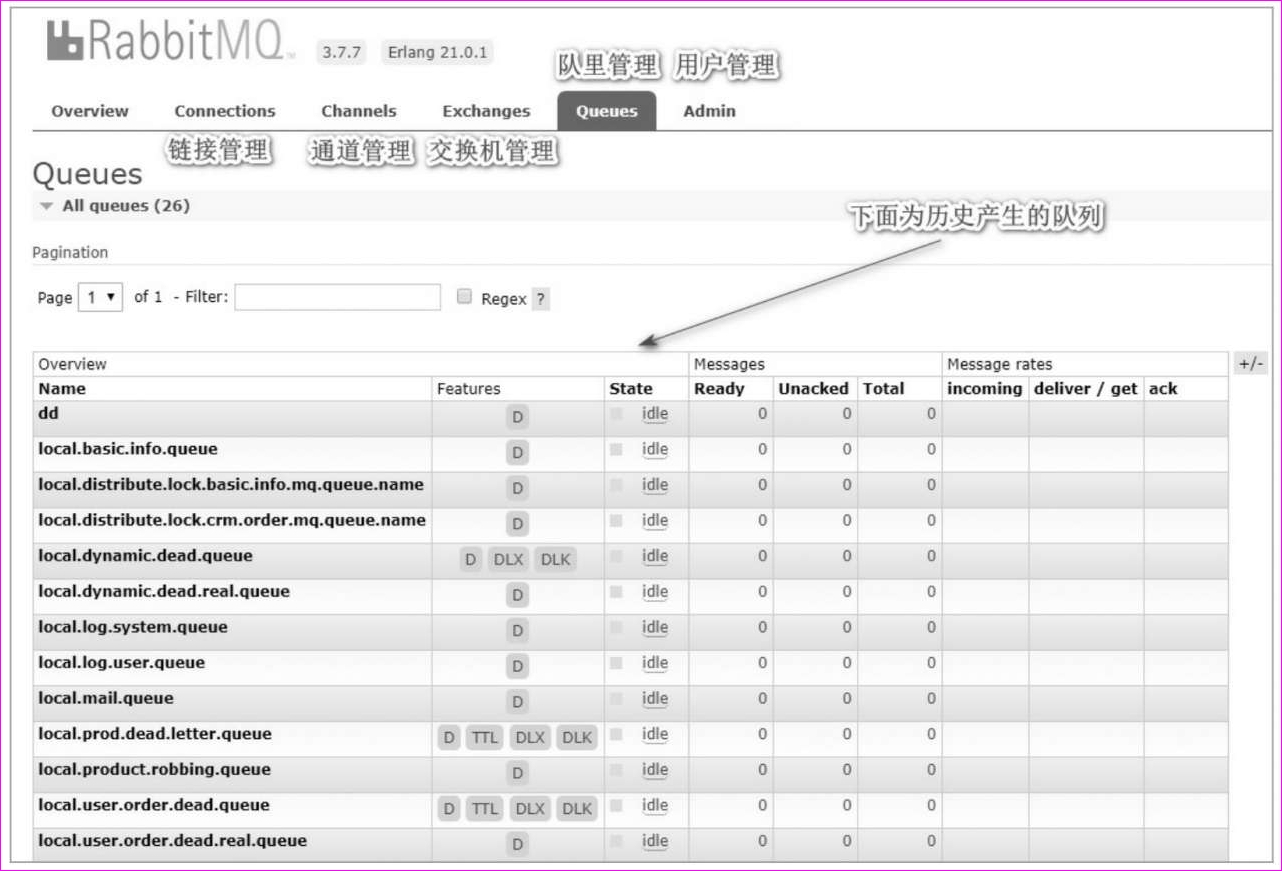 RabbitMQ™ 3.7.7 Erlang 21.0.1
队里管理 用户管理
Overview Connections Channels Exchanges Queues Admin
链接管理 通道管理 交换机管理
Queues
All queues (26)
下面为历史产生的队列
Pagination
Page 1 of 1 - Filter: Regex ?
Overview Messages Message rates +/-
Name Features State Ready Unacked Total incoming deliver / get ack
dd D idle 0 0 0
local.basic.info.queue D idle 0 0 0
local.distribute.lock.basic.info.mq.queue.name D idle 0 0 0
local.distribute.lock.crm.order.mq.queue.name D idle 0 0 0
local.dynamic.dead.queue D DLX DLK idle 0 0 0
local.dynamic.dead.real.queue D idle 0 0 0
local.log.system.queue D idle 0 0 0
local.log.user.queue D idle 0 0 0
local.mail.queue D idle 0 0 0
local.prod.dead.letter.queue D TTL DLX DLK idle 0 0 0
local.product.robbing.queue D idle 0 0 0
local.user.order.dead.queue D TTL DLX DLK idle 0 0 0
local.user.order.dead.real.queue D idle 0 0 0